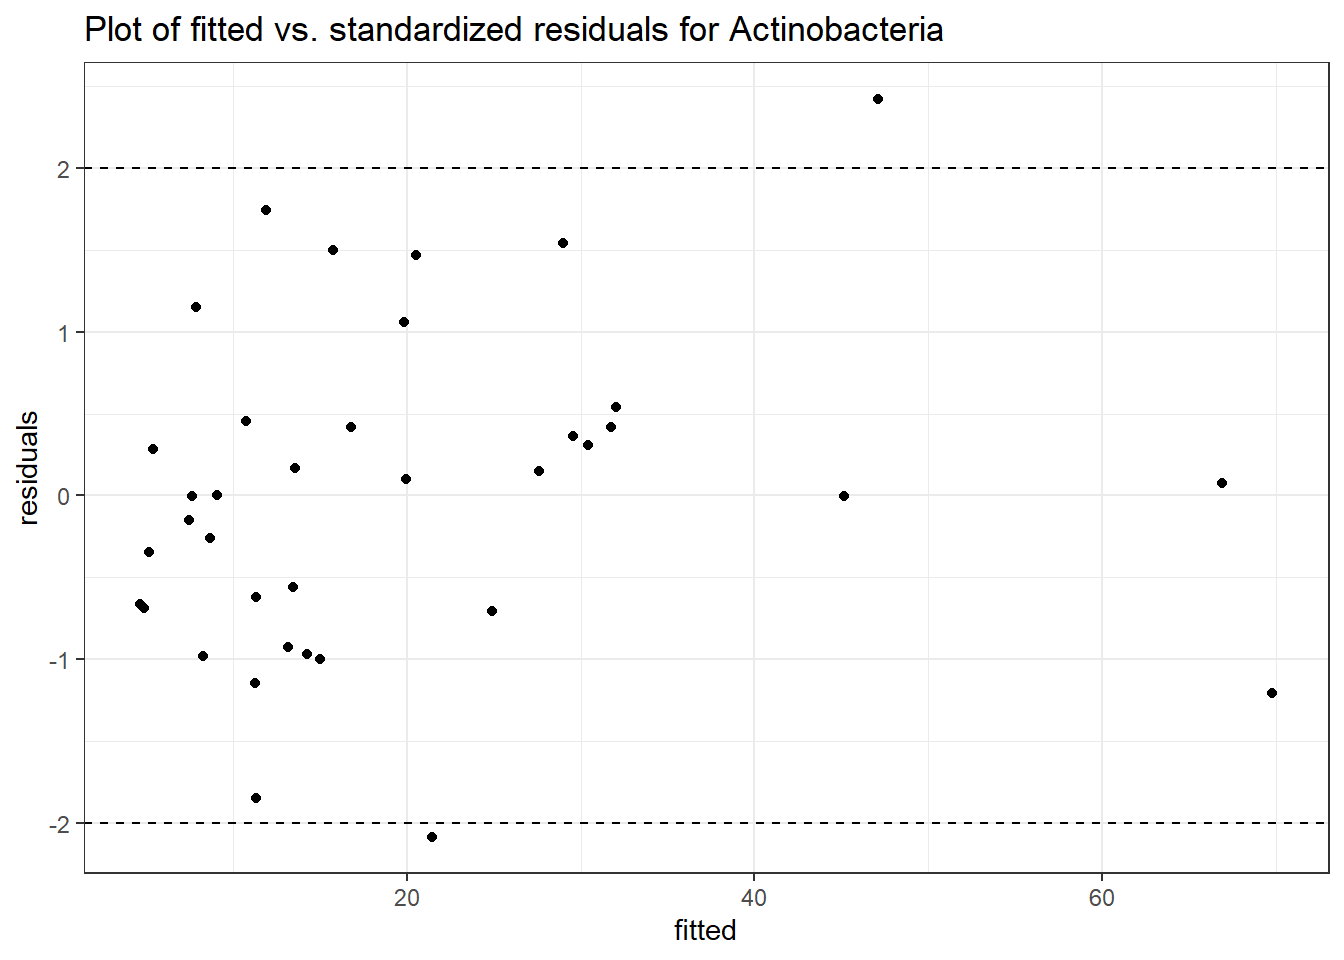 Plot of fitted vs. standardized residuals for Actinobacteria
2
1
0
-1
-2
residuals
20 40 60
fitted